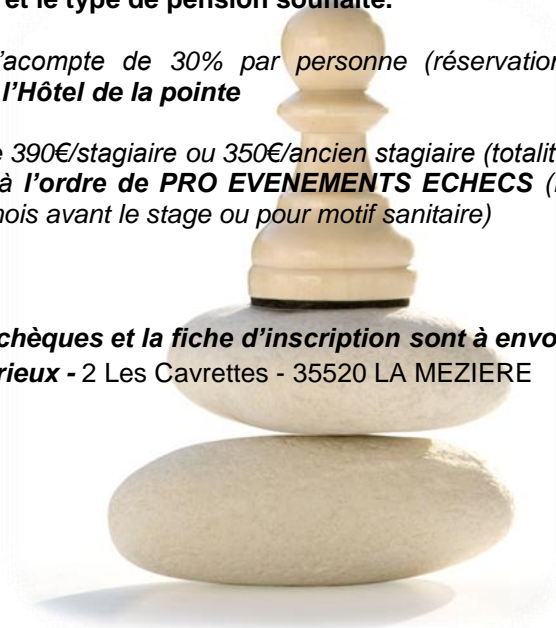 et le type de pension souhaité.
l'acompte de 30% par personne (réservation
l'Hôtel de la pointe
390€/stagiaire ou 350€/ancien stagiaire (totalit
à l'ordre de PRO EVENEMENTS ECHECS (
mois avant le stage ou pour motif sanitaire)
chèques et la fiche d'inscription sont à envo
rieux - 2 Les Cavrettes - 35520 LA MEZIERE